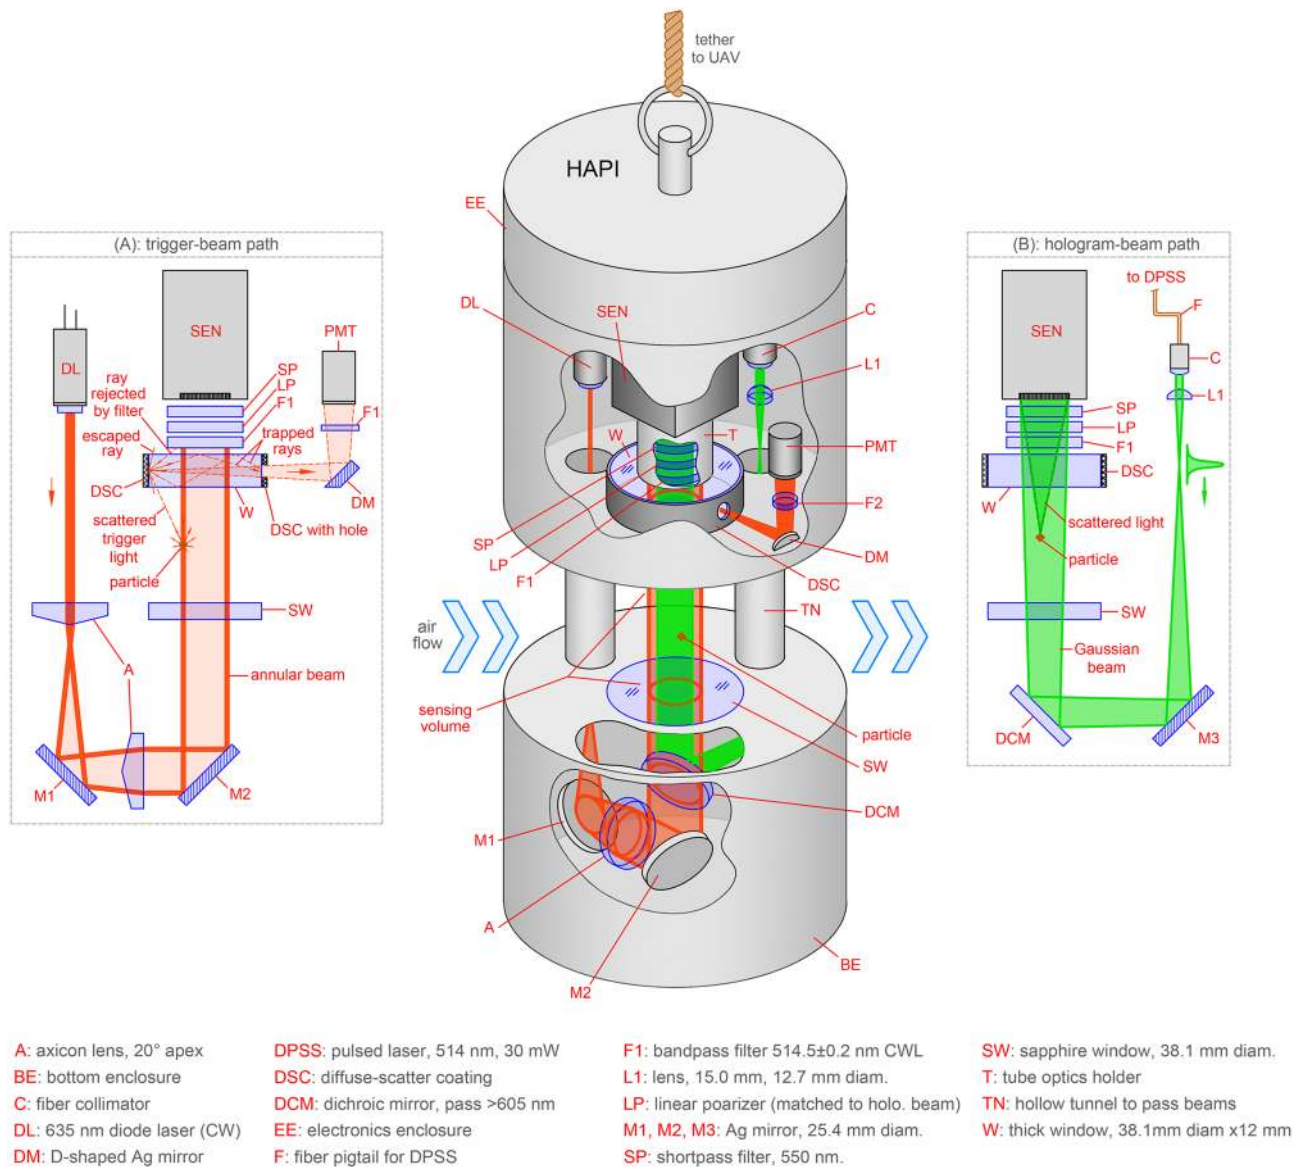 tether
to UAV
HAPI
EE
(A): trigger-beam path
SEN
PMT
DL
ray
rejected
by filter
SP
LP
F1
F1
escaped
ray
trapped
rays
DSC
W
DM
DSC with hole
scattered
trigger
light
particle
SW
A
annular beam
M1
M2
DL
SEN
C
L1
W
T
PMT
F2
SP
LP
F1
DM
DSC
TN
air
flow
sensing
volume
particle
SW
DCM
M1
A
M2
BE
(B): hologram-beam path
to DPSS
F
SEN
C
L1
SP
LP
F1
DSC
W
scattered light
particle
SW
Gaussian
beam
DCM
M3
A: axicon lens, 20° apex
BE: bottom enclosure
C: fiber collimator
DL: 635 nm diode laser (CW)
DM: D-shaped Ag mirror
DPSS: pulsed laser, 514 nm, 30 mW
DSC: diffuse-scatter coating
DCM: dichroic mirror, pass >605 nm
EE: electronics enclosure
F: fiber pigtail for DPSS
F1: bandpass filter 514.5±0.2 nm CWL
L1: lens, 15.0 mm, 12.7 mm diam.
LP: linear poarizer (matched to holo. beam)
M1, M2, M3: Ag mirror, 25.4 mm diam.
SP: shortpass filter, 550 nm.
SW: sapphire window, 38.1 mm diam.
T: tube optics holder
TN: hollow tunnel to pass beams
W: thick window, 38.1mm diam x12 mm